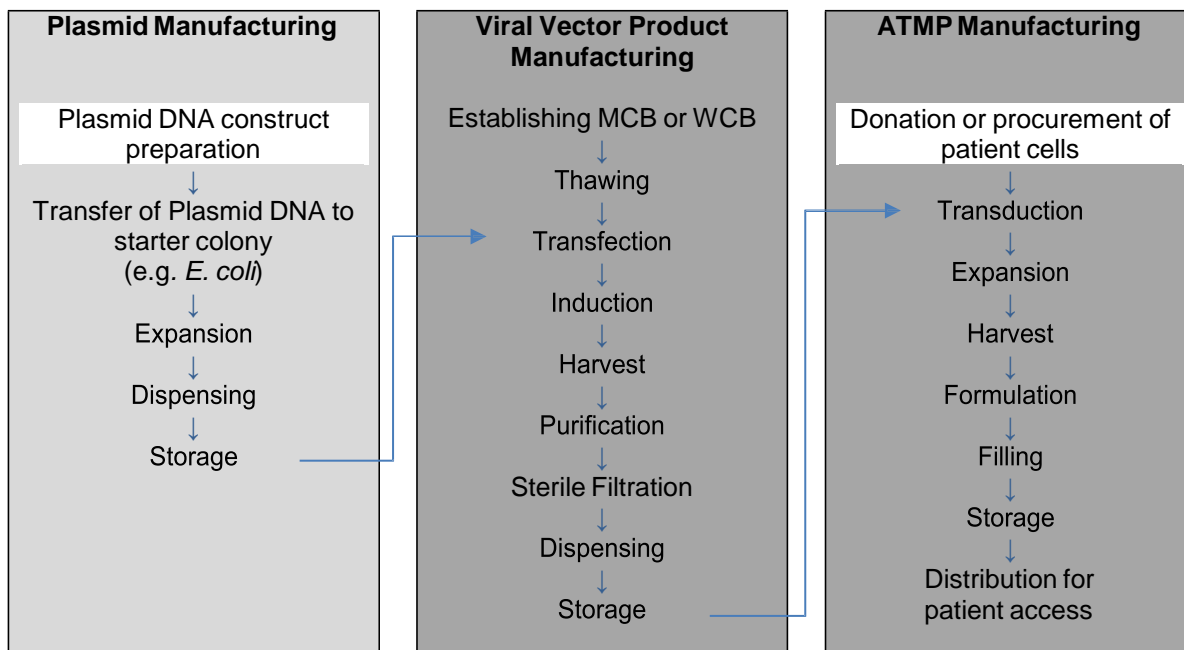 Plasmid Manufacturing
Plasmid DNA construct
preparation
↓
Transfer of Plasmid DNA to
starter colony
(e.g. E. coli)
↓
Expansion
↓
Dispensing
↓
Storage
Viral Vector Product
Manufacturing
Establishing MCB or WCB
↓
Thawing
↓
Transfection
↓
Induction
↓
Harvest
↓
Purification
↓
Sterile Filtration
↓
Dispensing
↓
Storage
ATMP Manufacturing
Donation or procurement of
patient cells
↓
Transduction
↓
Expansion
↓
Harvest
↓
Formulation
↓
Filling
↓
Storage
↓
Distribution for
patient access